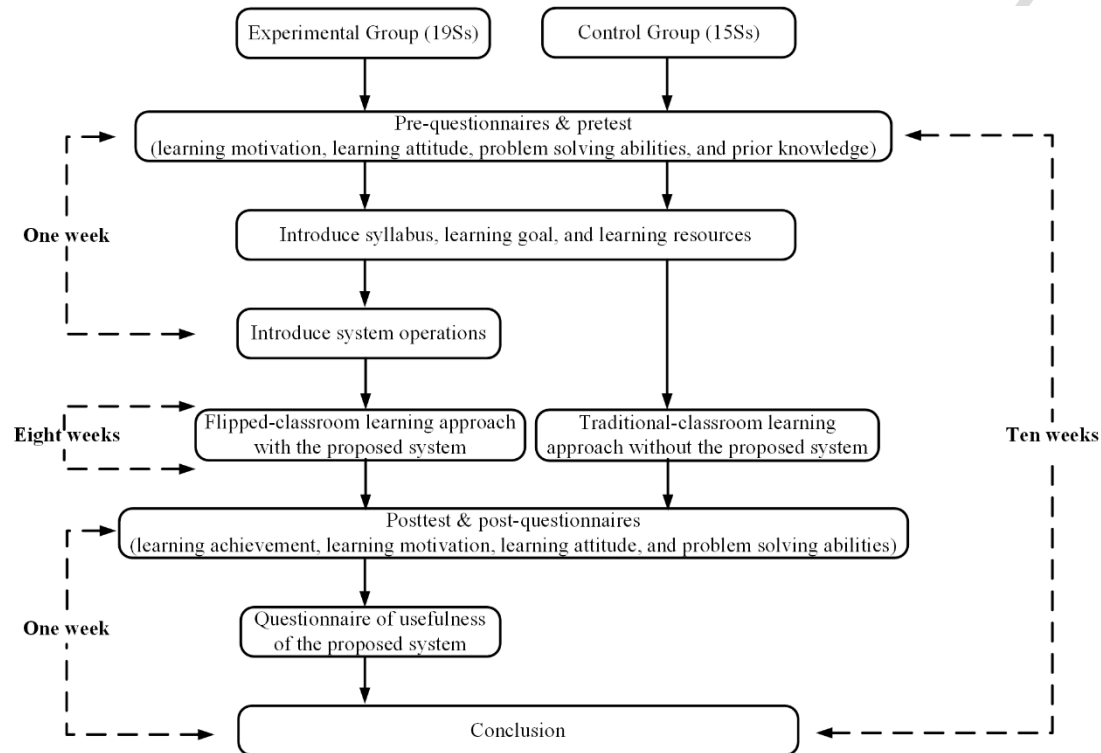 Experimental Group (19Ss)
Control Group (15Ss)
Pre-questionnaires & pretest
(learning motivation, learning attitude, problem solving abilities, and prior knowledge)
One week
Introduce syllabus, learning goal, and learning resources
Introduce system operations
Eight weeks
Flipped-classroom learning approach
with the proposed system
Traditional-classroom learning
approach without the proposed system
Ten weeks
Posttest & post-questionnaires
(learning achievement, learning motivation, learning attitude, and problem solving abilities)
One week
Questionnaire of usefulness
of the proposed system
Conclusion